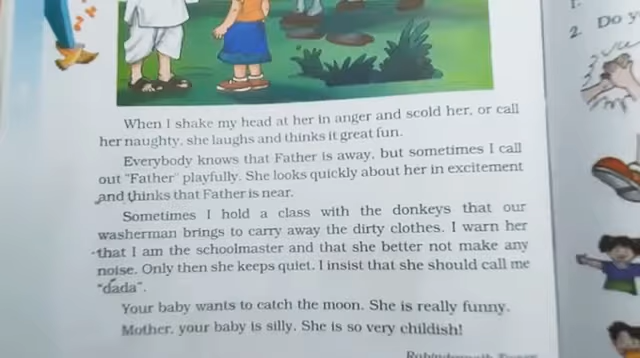 When I shake my head at her in anger and scold her, or call
her naughty, she laughs and thinks it great fun.
Everybody knows that Father is away, but sometimes I call
out "Father" playfully. She looks quickly about her in excitement
and thinks that Father is near.
Sometimes I hold a class with the donkeys that our
washerman brings to carry away the dirty clothes. I warn her
that I am the schoolmaster and that she better not make any
noise. Only then she keeps quiet. I insist that she should call me
"dada".
Your baby wants to catch the moon. She is really funny.
Mother, your baby is silly. She is so very childish!
2. Do